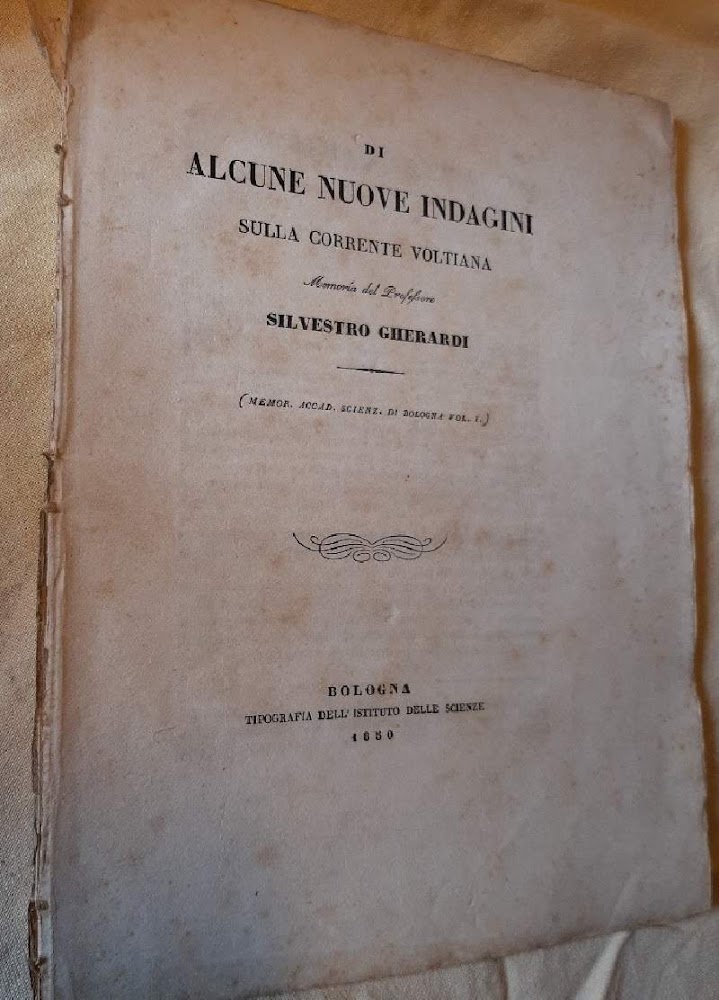 DI
ALCUNE NUOVE INDAGINI
SULLA CORRENTE VOLTIANA
Memoria del Professore
SILVESTRO GHERARDI
(MEMOR. ACCAD. SCIENZ. DI BOLOGNA VOL. I.)
BOLOGNA
TIPOGRAFIA DELL' ISTITUTO DELLE SCIENZE
1850